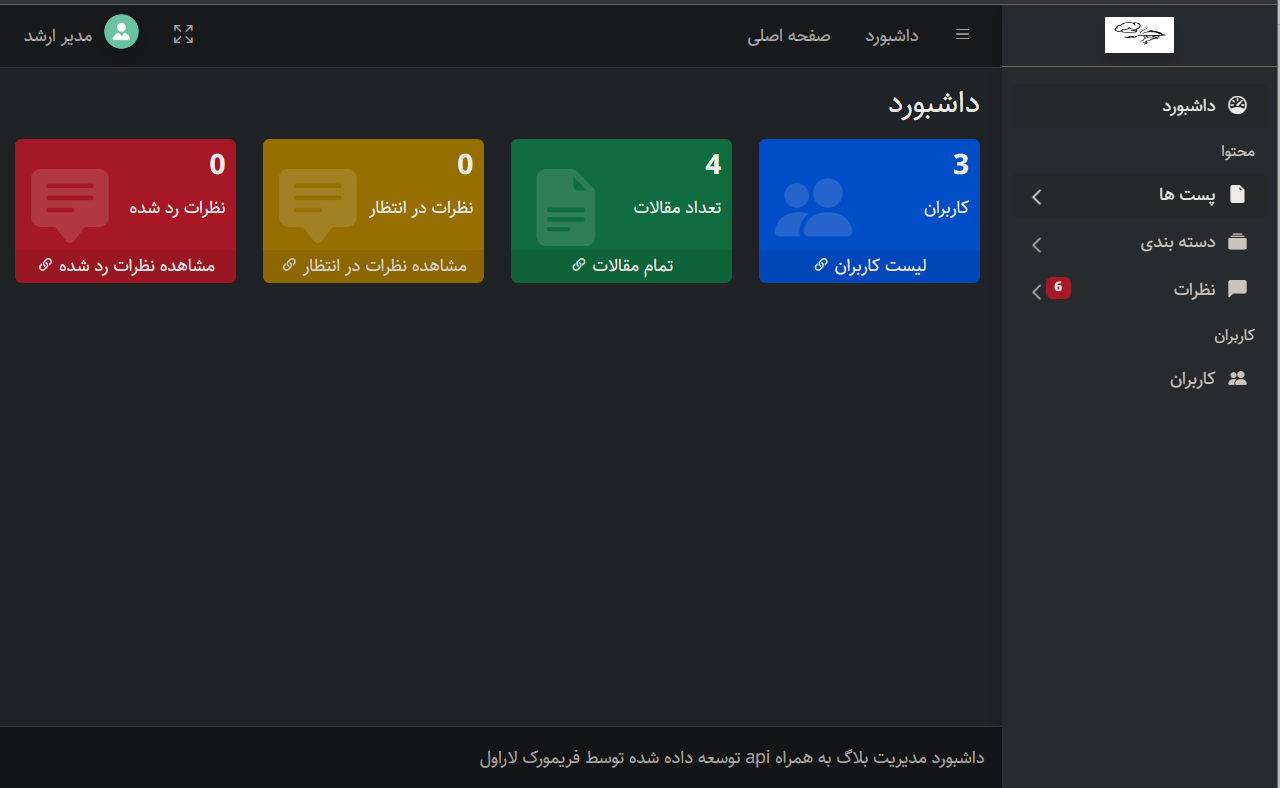 داشبورد
صفحه اصلی
مدیر ارشد
داشبورد
محتوا
پست ها
دسته بندی
نظرات
6
کاربران
کاربران
داشبورد
3
کاربران
لیست کاربران
4
تعداد مقالات
تمام مقالات
0
نظرات در انتظار
مشاهده نظرات در انتظار
0
نظرات رد شده
مشاهده نظرات رد شده
داشبورد مدیریت بلاگ به همراه api توسعه داده شده توسط فریمورک لاراول